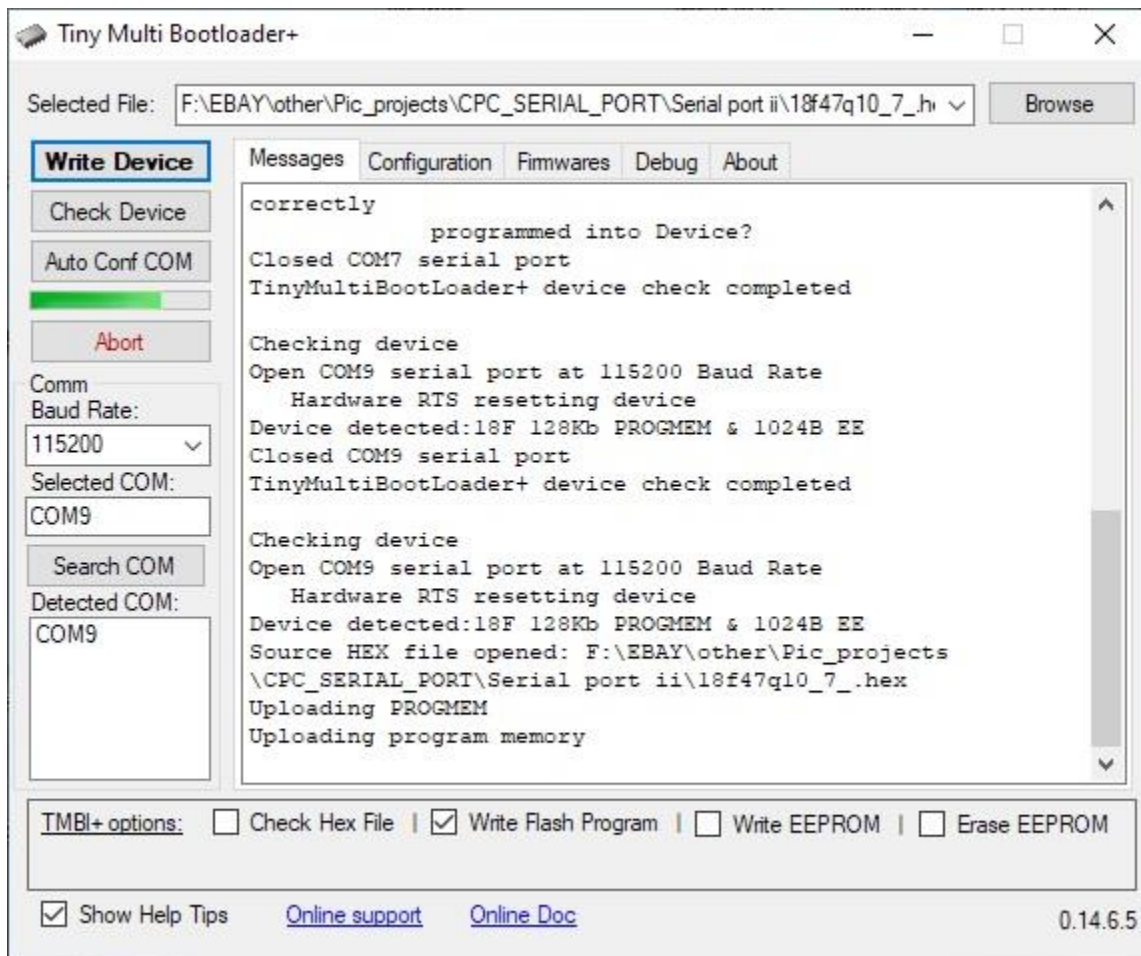 Tiny Multi Bootloader+
Selected File:
F:\EBAY\other\Pic_projects\CPC_SERIAL_PORT\Serial port ii\18f47q10_7_.h
Browse
Write Device
Check Device
Auto Conf COM
Abort
Comm
Baud Rate:
115200
Selected COM:
COM9
Search COM
Detected COM:
COM9
Messages Configuration Firmwares Debug About
correctly
programmed into Device?
Closed COM7 serial port
TinyMultiBootLoader+ device check completed
Checking device
Open COM9 serial port at 115200 Baud Rate
Hardware RTS resetting device
Device detected:18F 128Kb PROGMEM & 1024B EE
Closed COM9 serial port
TinyMultiBootLoader+ device check completed
Checking device
Open COM9 serial port at 115200 Baud Rate
Hardware RTS resetting device
Device detected:18F 128Kb PROGMEM & 1024B EE
Source HEX file opened: F:\EBAY\other\Pic_projects
\CPC_SERIAL_PORT\Serial port ii\18f47q10_7_.hex
Uploading PROGMEM
Uploading program memory
TMBl+ options: Check Hex File | Write Flash Program | Write EEPROM | Erase EEPROM
Show Help Tips Online support Online Doc 0.14.6.5